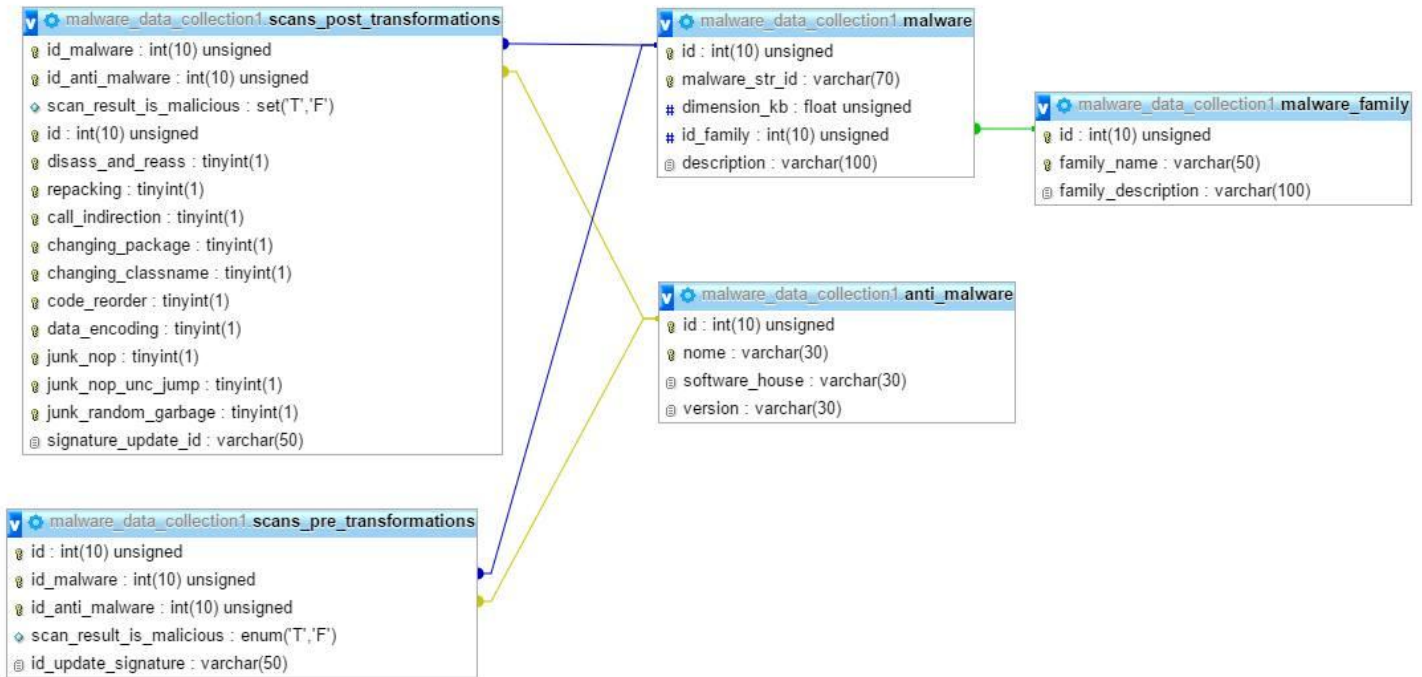 malware_data_collection1.scans_post_transformations
id_malware : int(10) unsigned
id_anti_malware : int(10) unsigned
scan_result_is_malicious : set('T','F')
id : int(10) unsigned
disass_and_reass : tinyint(1)
repacking : tinyint(1)
call_indirection : tinyint(1)
changing_package : tinyint(1)
changing_classname : tinyint(1)
code_reorder : tinyint(1)
data_encoding : tinyint(1)
junk_nop : tinyint(1)
junk_nop_unc_jump : tinyint(1)
junk_random_garbage : tinyint(1)
signature_update_id : varchar(50)
malware_data_collection1.malware
id : int(10) unsigned
malware_str_id : varchar(70)
# dimension_kb : float unsigned
# id_family : int(10) unsigned
description : varchar(100)
malware_data_collection1.malware_family
id : int(10) unsigned
family_name : varchar(50)
family_description : varchar(100)
malware_data_collection1.anti_malware
id : int(10) unsigned
nome : varchar(30)
software_house : varchar(30)
version : varchar(30)
malware_data_collection1.scans_pre_transformations
id : int(10) unsigned
id_malware : int(10) unsigned
id_anti_malware : int(10) unsigned
scan_result_is_malicious : enum('T','F')
id_update_signature : varchar(50)